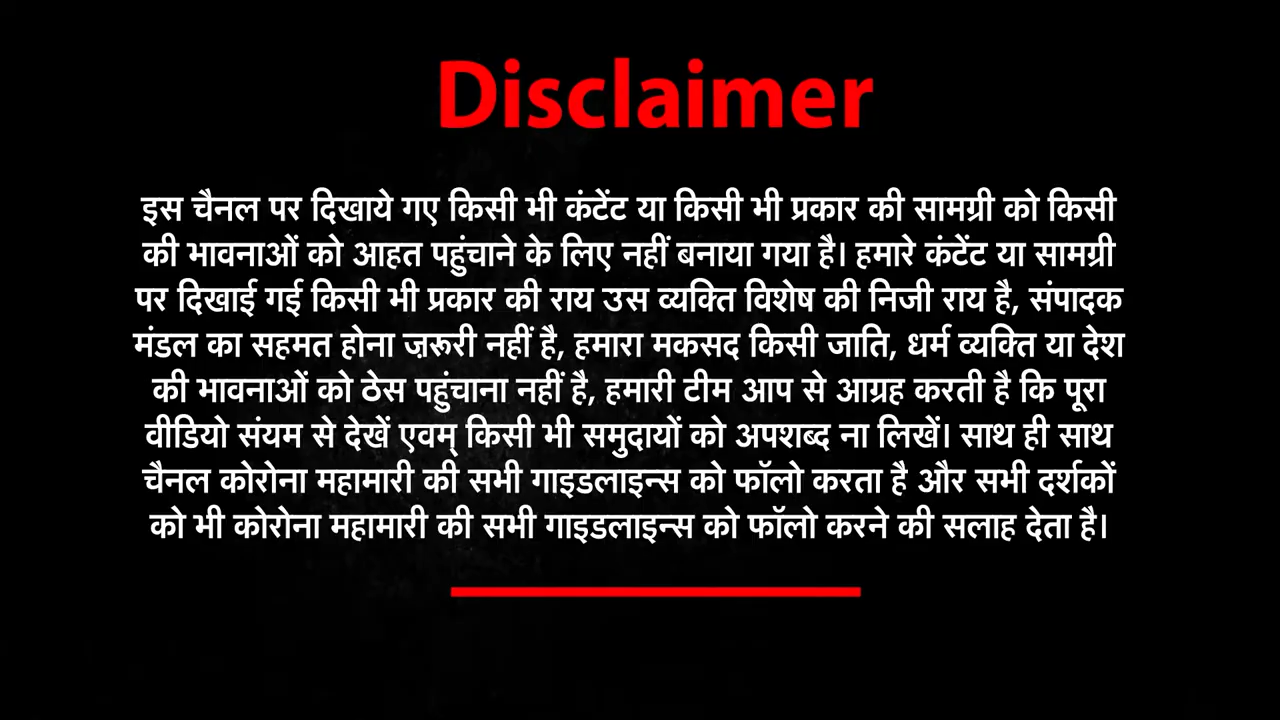 Disclaimer
इस चैनल पर दिखाये गए किसी भी कंटेंट या किसी भी प्रकार की सामग्री को किसी
की भावनाओं को आहत पहुंचाने के लिए नहीं बनाया गया है। हमारे कंटेंट या सामग्री
पर दिखाई गई किसी भी प्रकार की राय उस व्यक्ति विशेष की निजी राय है, संपादक
मंडल का सहमत होना ज़रूरी नहीं है, हमारा मकसद किसी जाति, धर्म व्यक्ति या देश
की भावनाओं को ठेस पहुंचाना नहीं है, हमारी टीम आप से आग्रह करती है कि पूरा
वीडियो संयम से देखें एवम् किसी भी समुदायों को अपशब्द ना लिखें। साथ ही साथ
चैनल कोरोना महामारी की सभी गाइडलाइन्स को फॉलो करता है और सभी दर्शकों
को भी कोरोना महामारी की सभी गाइडलाइन्स को फॉलो करने की सलाह देता है।